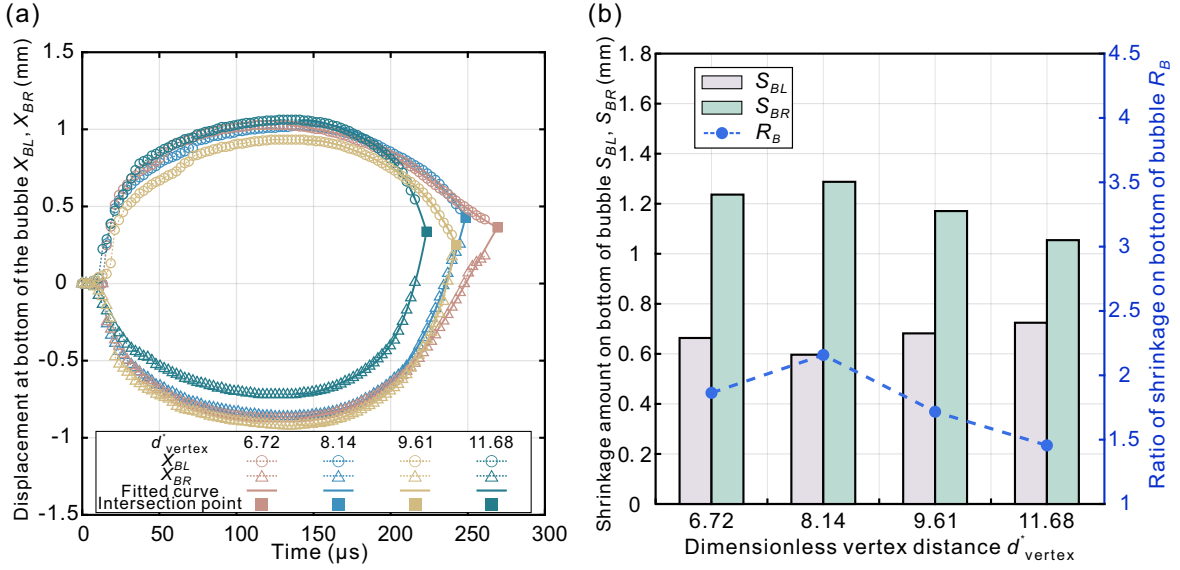 (a)
Displacement at bottom of the bubble X_BL, X_BR (mm)
1.5
1
0.5
0
-0.5
-1
-1.5
0
50
100
150
200
250
300
Time (µs)
d*vertex 6.72 8.14 9.61 11.68
X_BL
X_BR
Fitted curve
Intersection point
(b)
Shrinkage amount on bottom of bubble S_BL, S_BR (mm)
1.8
1.6
1.4
1.2
1
0.8
0.6
0.4
0.2
0
S_BL
S_BR
R_B
6.72
8.14
9.61
11.68
Dimensionless vertex distance d*vertex
4.5
4
3.5
3
2.5
2
1.5
1
Ratio of shrinkage on bottom of bubble R_B